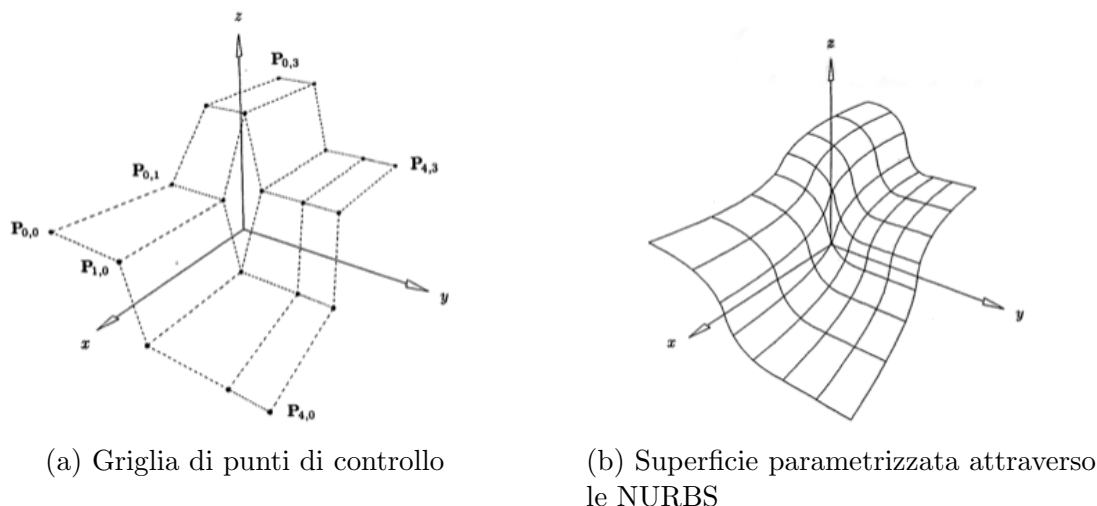 z
P0,3
P0,1
P4,3
P0,0
P1,0
y
x
P4,0
z
y
x
(a) Griglia di punti di controllo
(b) Superficie parametrizzata attraverso
le NURBS